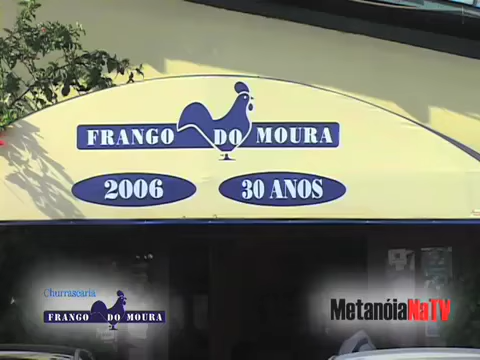 FRANGO DO MOURA
2006 30 ANOS
Churrascaria
FRANGO DO MOURA
MetanóiaNaTV